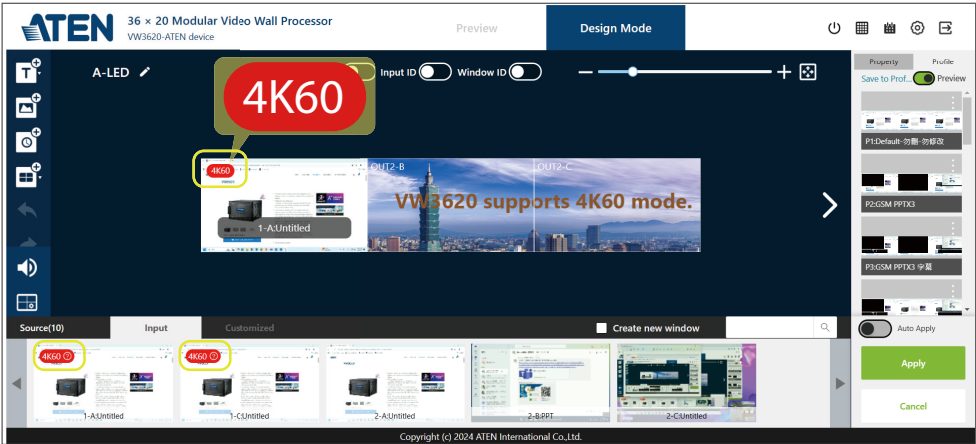 ATEN
36 × 20 Modular Video Wall Processor
VW3620-ATEN device
Preview
Design Mode
A-LED
Input ID
Window ID
Property
Profile
Save to Prof...
Preview
4K60
4K60
OUT2-B
OUT2-C
VW3620 supports 4K60 mode.
1-A:Untitled
P1:Default-勿刪-勿修改
P2:GSM PPTX3
P3:GSM PPTX3 字幕
Source(10)
Input
Customized
Create new window
Auto Apply
4K60
4K60
1-A:Untitled
1-C:Untitled
2-A:Untitled
2-B:PPT
2-C:Untitled
Apply
Cancel
Copyright (c) 2024 ATEN International Co.,Ltd.